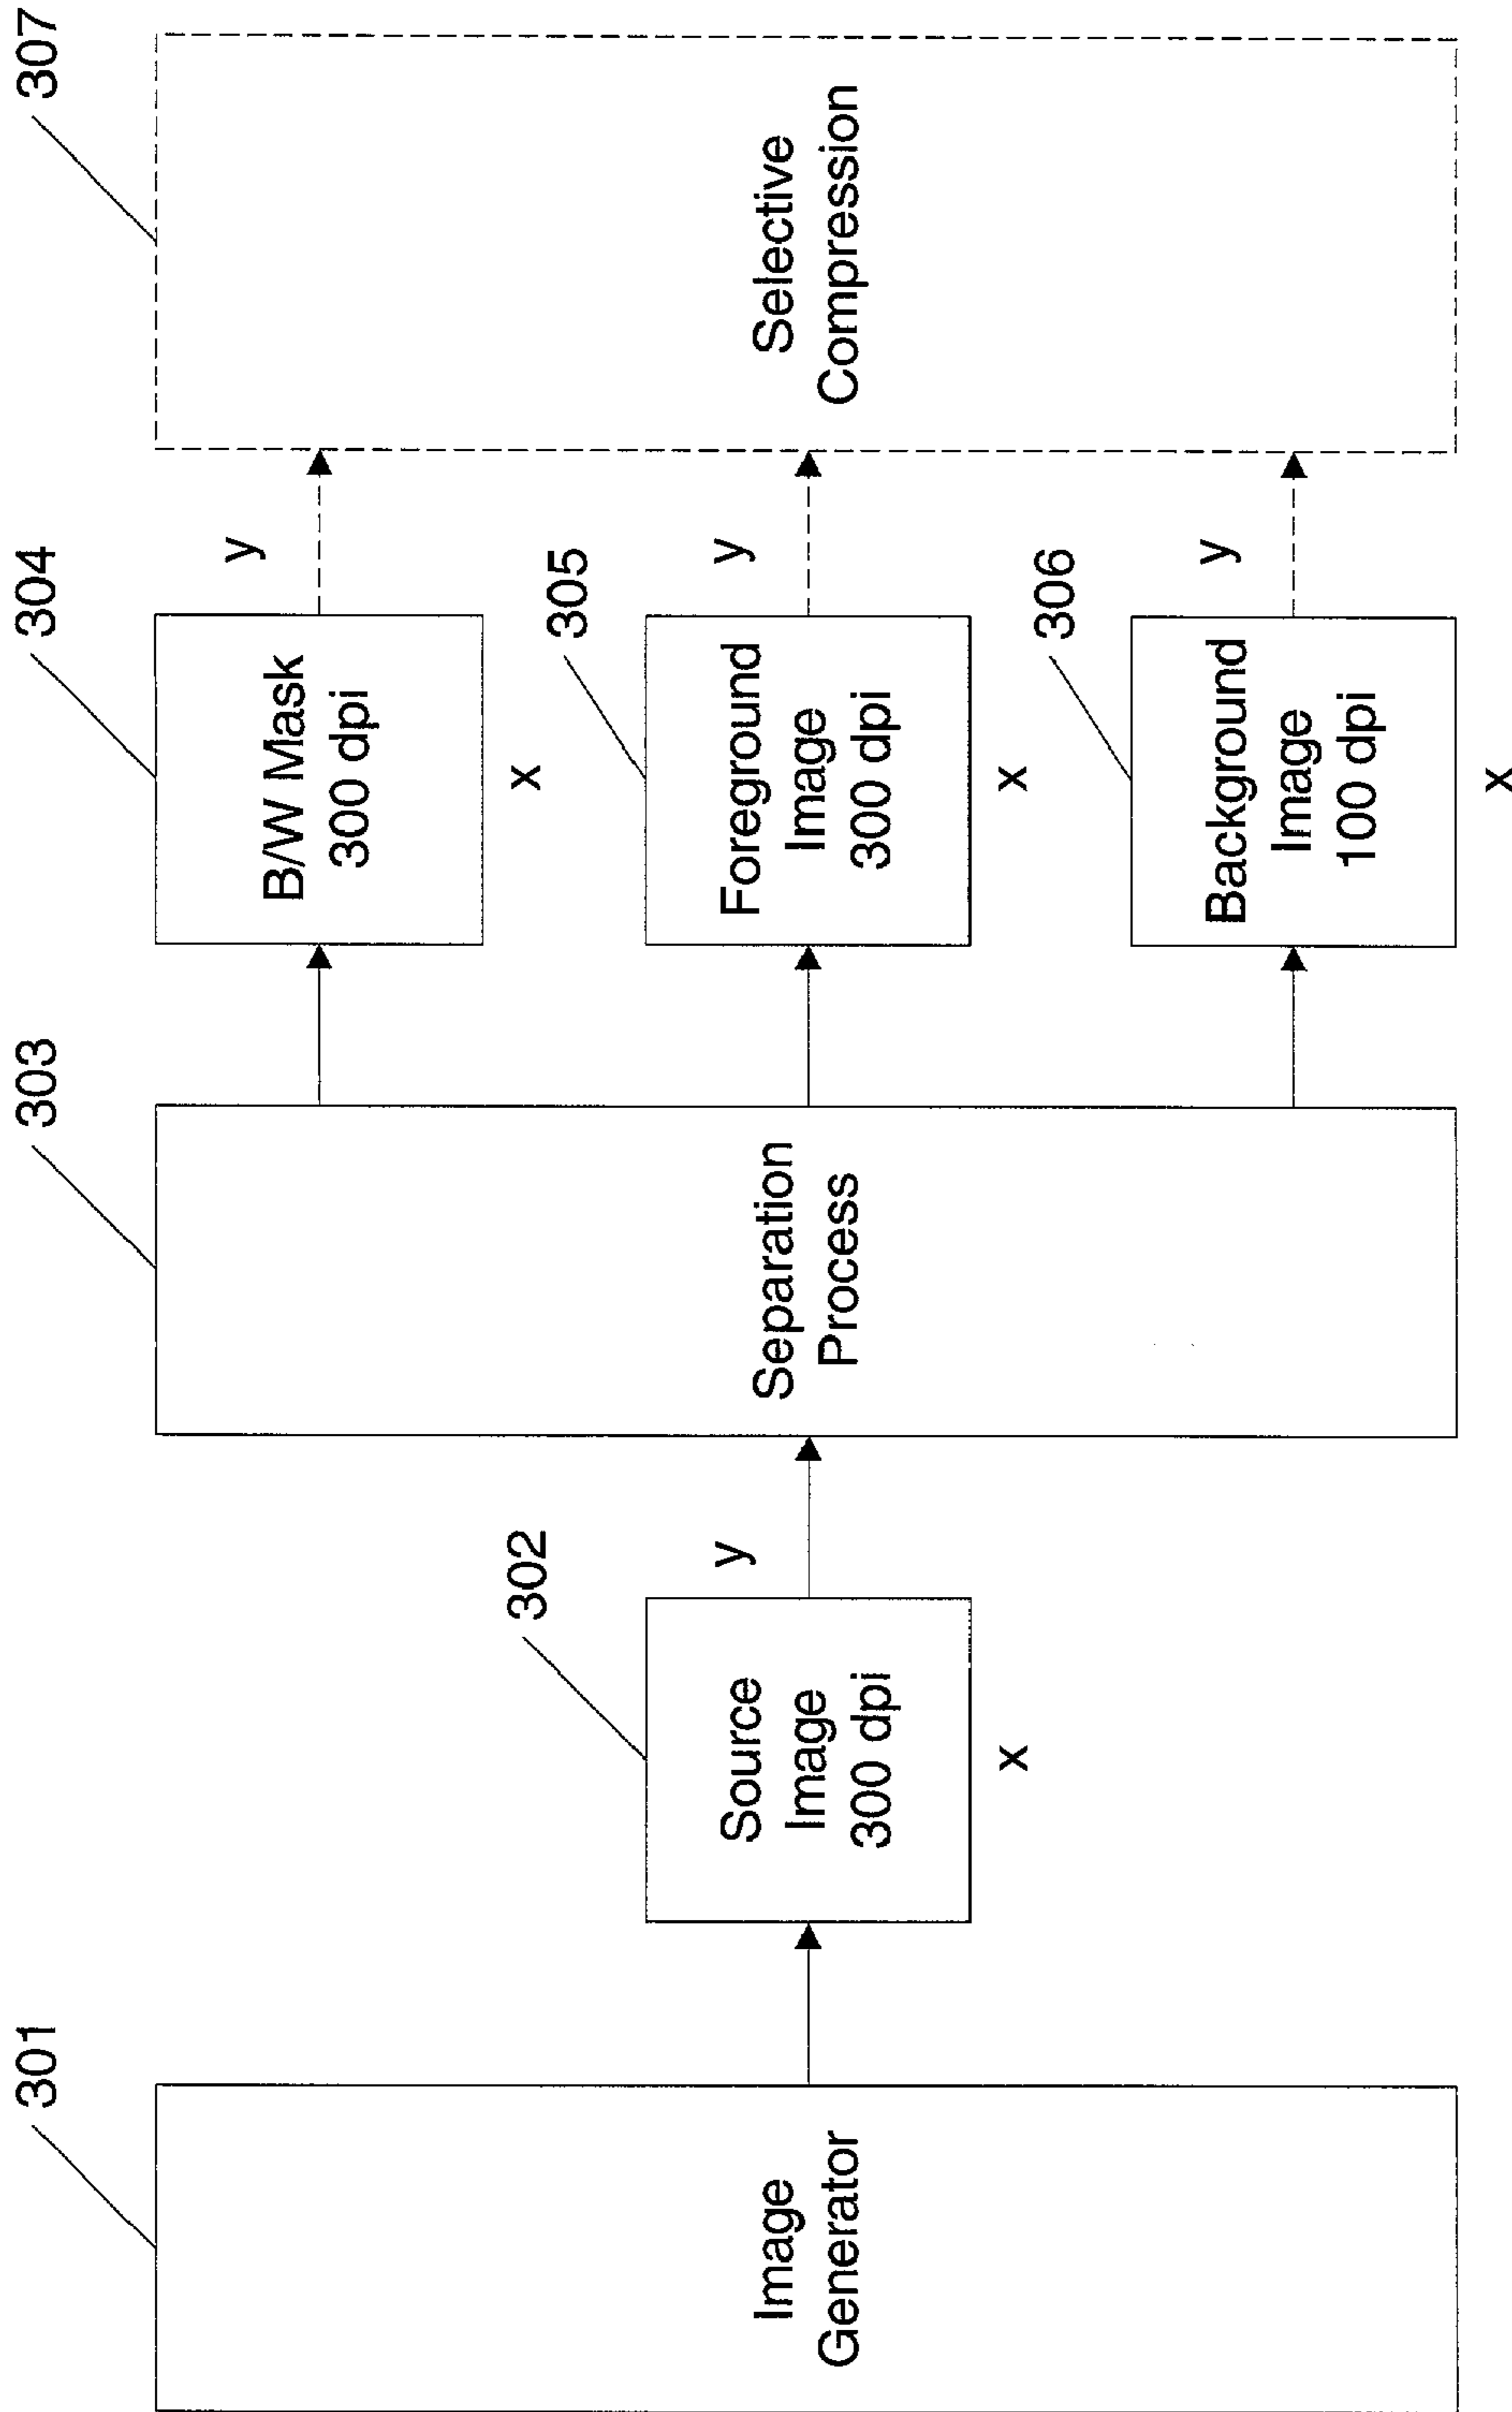 301
Image
Generator
302
Source
Image
300 dpi
y
x
303
Separation
Process
304
B/W Mask
300 dpi
y
x
305
Foreground
Image
300 dpi
y
x
306
Background
Image
100 dpi
y
x
307
Selective
Compression